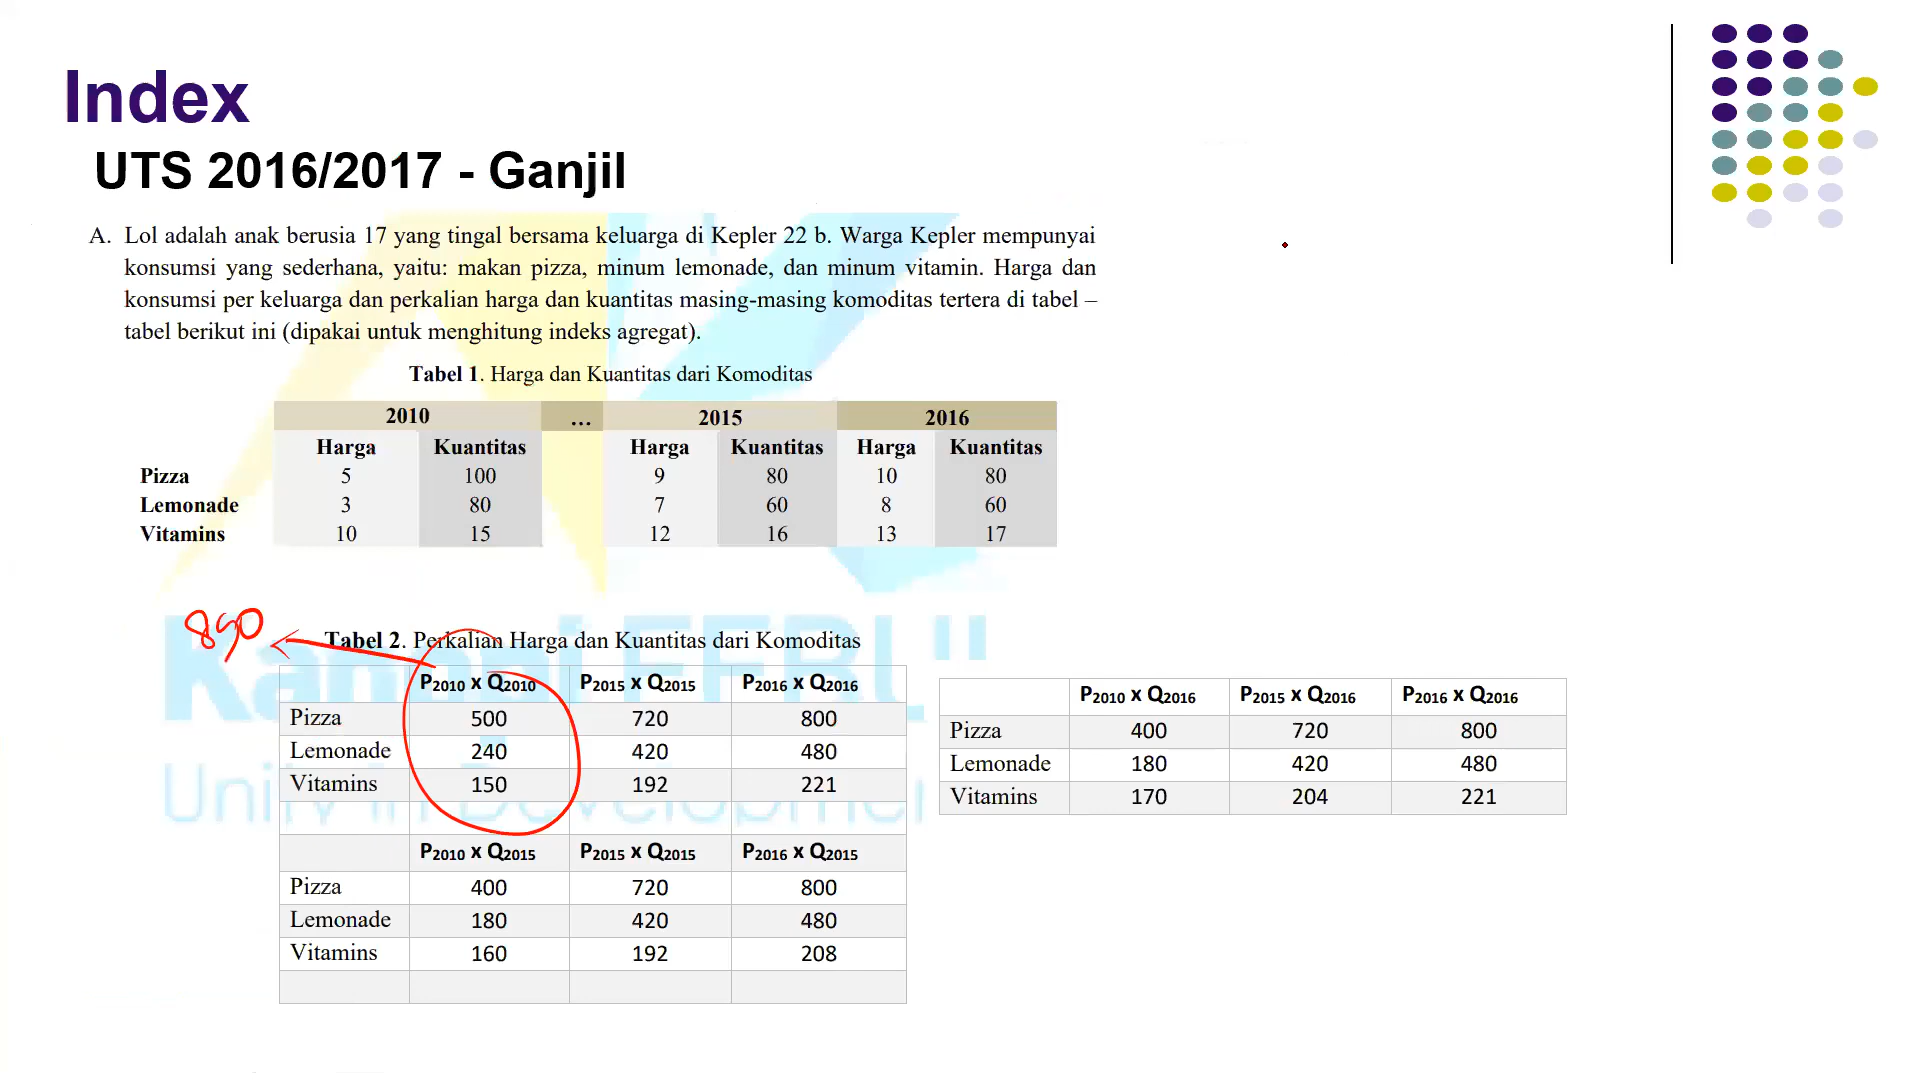 Index
UTS 2016/2017 - Ganjil
A. Lol adalah anak berusia 17 yang tingal bersama keluarga di Kepler 22 b. Warga Kepler mempunyai
konsumsi yang sederhana, yaitu: makan pizza, minum lemonade, dan minum vitamin. Harga dan
konsumsi per keluarga dan perkalian harga dan kuantitas masing-masing komoditas tertera di tabel –
tabel berikut ini (dipakai untuk menghitung indeks agregat).
Tabel 1. Harga dan Kuantitas dari Komoditas
2010 ... 2015 2016
Harga Kuantitas Harga Kuantitas Harga Kuantitas
Pizza 5 100 9 80 10 80
Lemonade 3 80 7 60 8 60
Vitamins 10 15 12 16 13 17
890
Tabel 2. Perkalian Harga dan Kuantitas dari Komoditas
P2010 x Q2010 P2015 x Q2015 P2016 x Q2016
Pizza 500 720 800
Lemonade 240 420 480
Vitamins 150 192 221
P2010 x Q2015 P2015 x Q2015 P2016 x Q2015
Pizza 400 720 800
Lemonade 180 420 480
Vitamins 160 192 208
P2010 x Q2016 P2015 x Q2016 P2016 x Q2016
Pizza 400 720 800
Lemonade 180 420 480
Vitamins 170 204 221